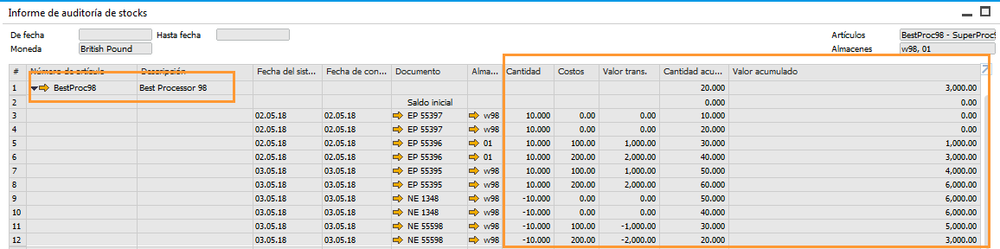 Informe de auditoría de stocks
De fecha Hasta fecha Artículos BestProc98 - SuperProc9
Moneda British Pound Almacenes w98, 01
# Número de artículo Descripción Fecha del sist... Fecha de con... Documento Alma... Cantidad Costos Valor trans. Cantidad acu... Valor acumulado
1 BestProc98 Best Processor 98 20.000 3,000.00
2 Saldo inicial 0.000 0.00
3 02.05.18 02.05.18 EP 55397 w98 10.000 0.00 0.00 10.000 0.00
4 02.05.18 02.05.18 EP 55397 w98 10.000 0.00 0.00 20.000 0.00
5 02.05.18 02.05.18 EP 55396 01 10.000 100.00 1,000.00 30.000 1,000.00
6 02.05.18 02.05.18 EP 55396 01 10.000 200.00 2,000.00 40.000 3,000.00
7 03.05.18 03.05.18 EP 55395 w98 10.000 100.00 1,000.00 50.000 4,000.00
8 03.05.18 03.05.18 EP 55395 w98 10.000 200.00 2,000.00 60.000 6,000.00
9 03.05.18 03.05.18 NE 1348 w98 -10.000 0.00 0.00 50.000 6,000.00
10 03.05.18 03.05.18 NE 1348 w98 -10.000 0.00 0.00 40.000 6,000.00
11 03.05.18 03.05.18 NE 55598 w98 -10.000 100.00 -1,000.00 30.000 5,000.00
12 03.05.18 03.05.18 NE 55598 w98 -10.000 200.00 -2,000.00 20.000 3,000.00